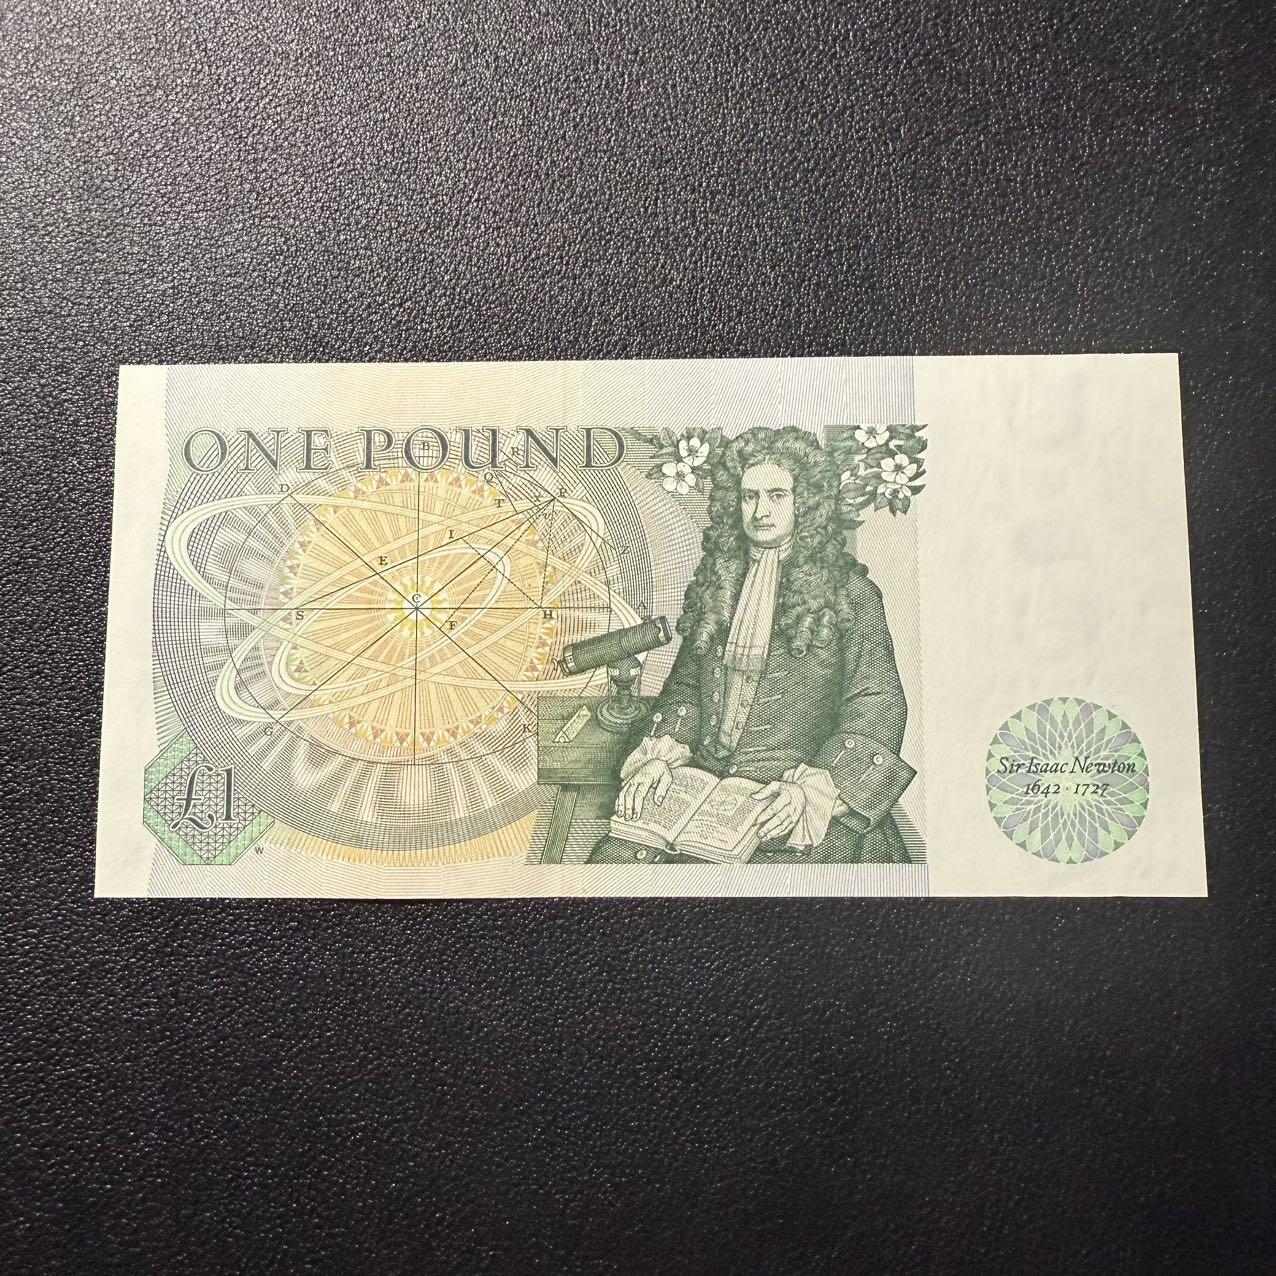 ONE POUND
D
Q
R
T
P
I
Z
E
C
S
F
H
A
G
K
£1
W
Sir Isaac Newton
1642 · 1727